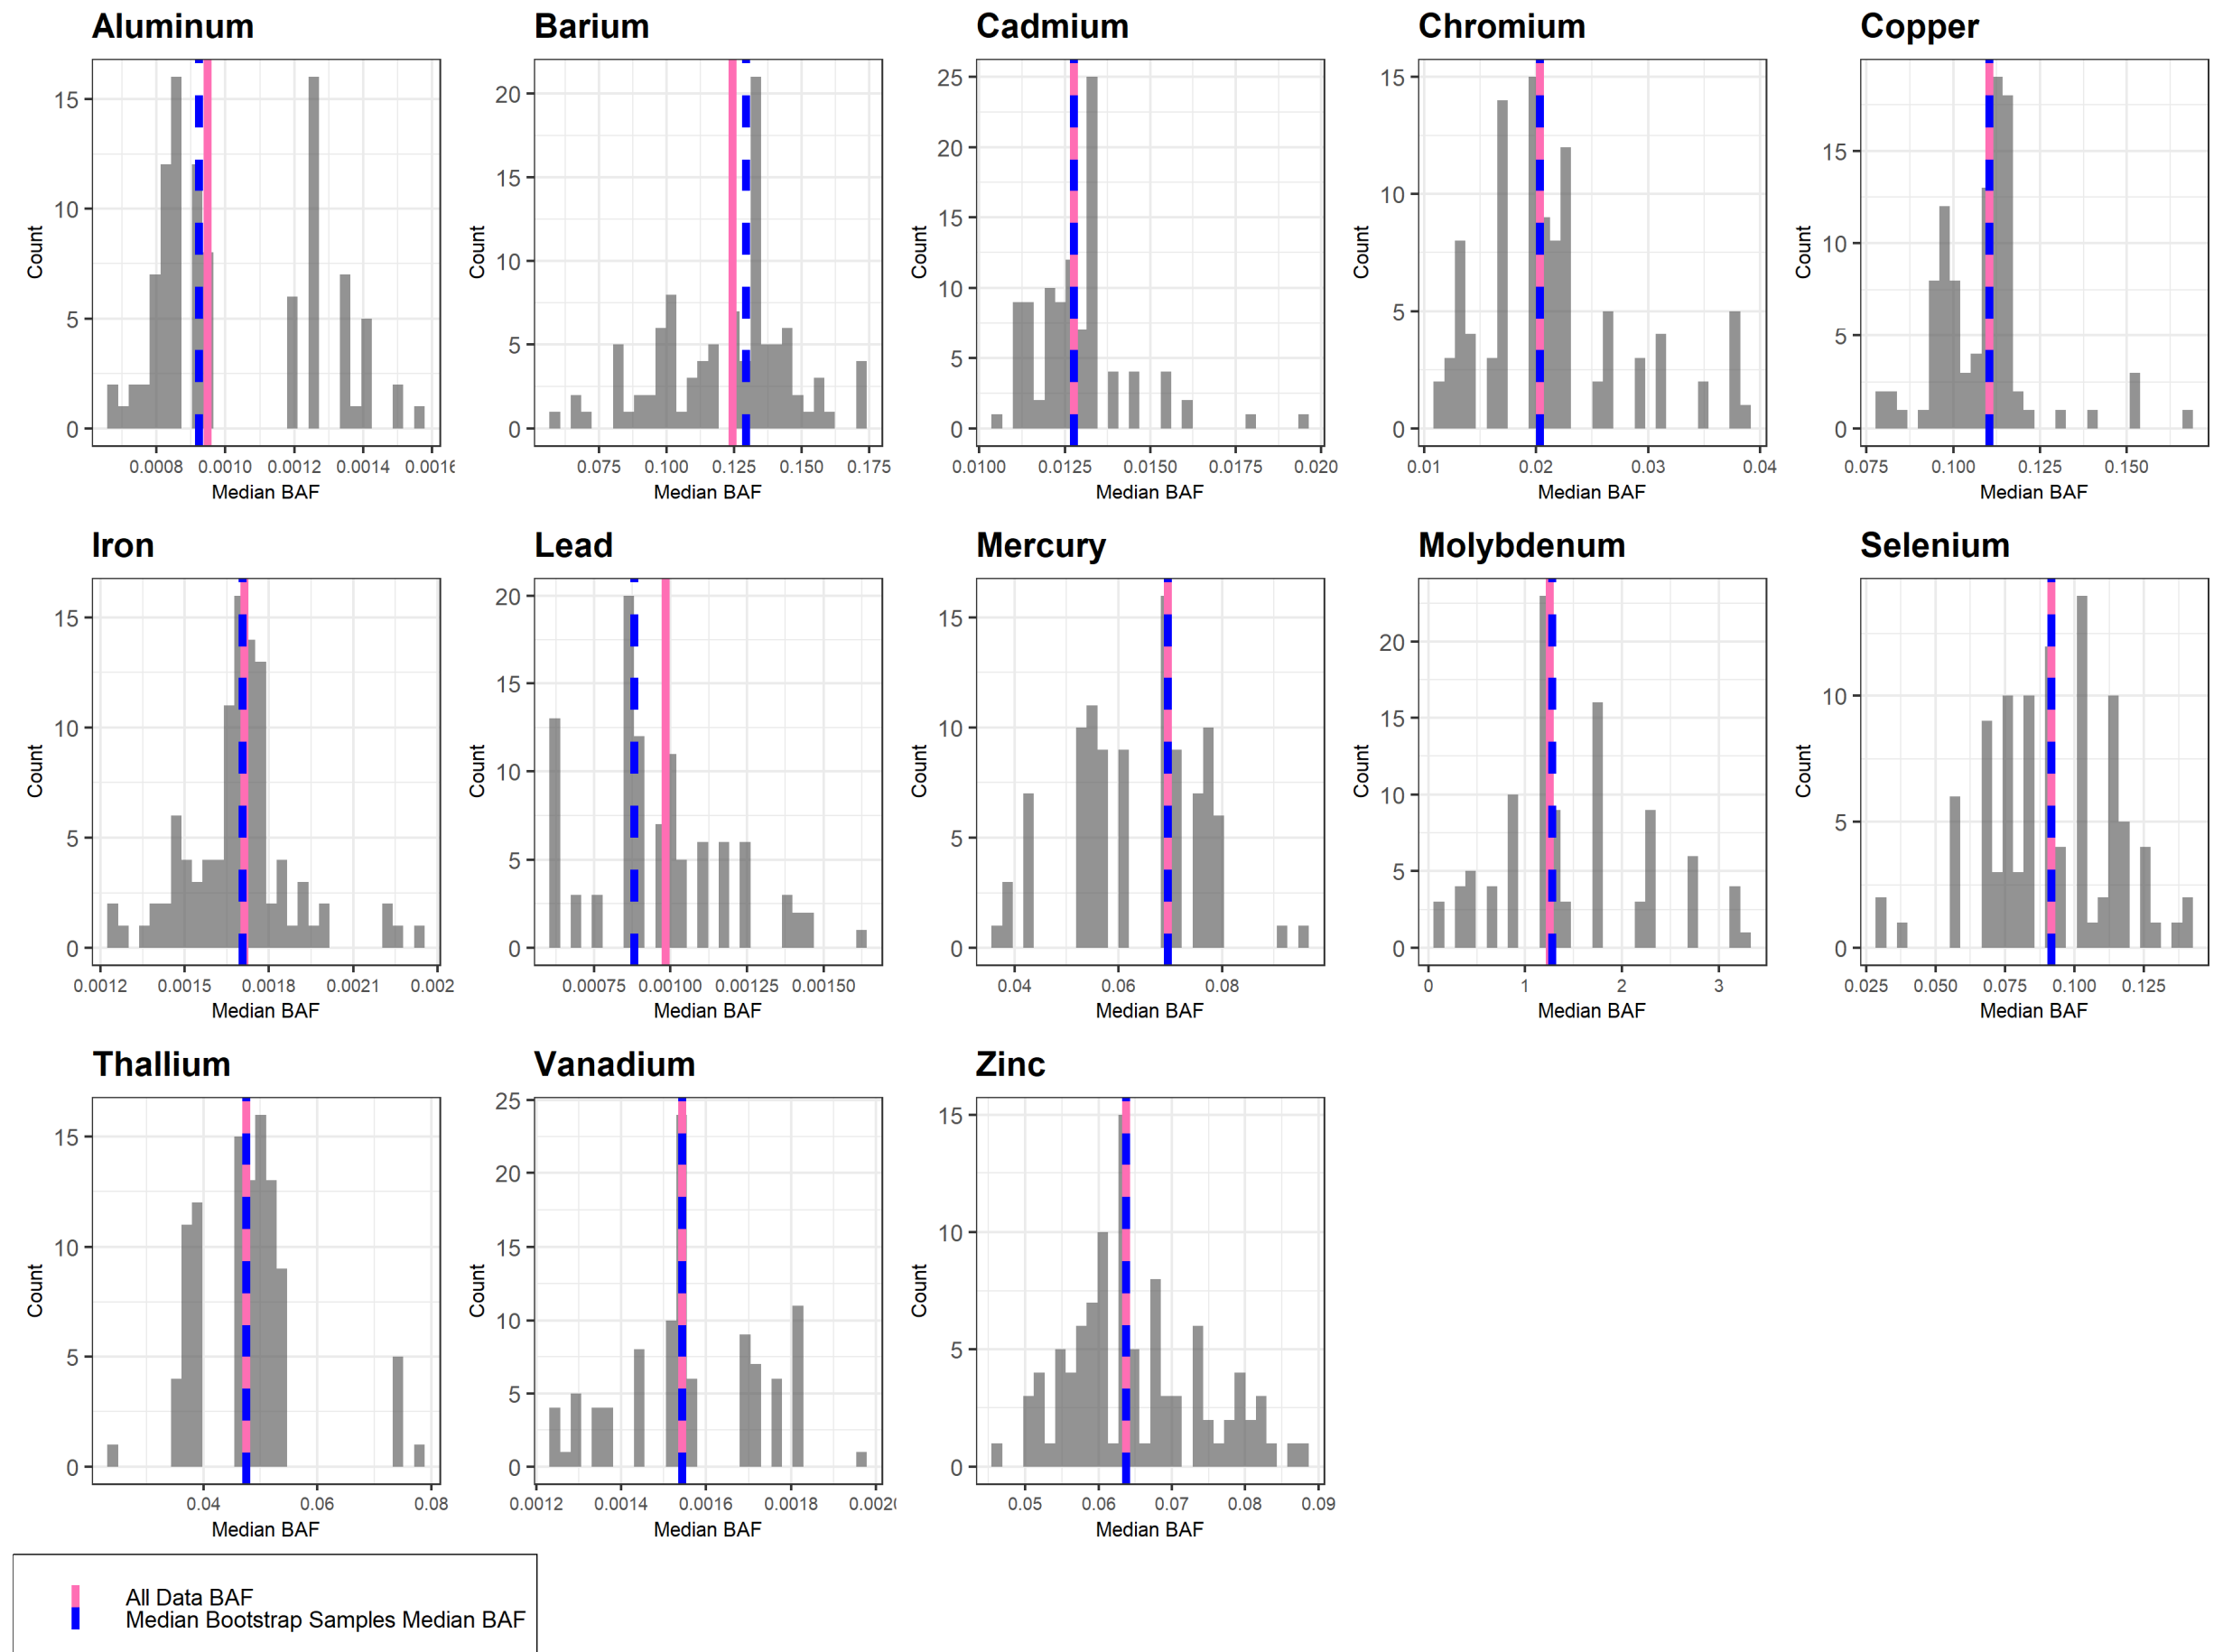 Aluminum Barium Cadmium Chromium Copper
15 20 25 15 15
10 15 20 10 10
5 10 15 5 5
0 5 10 0 0
0 5
0
Count Count Count Count Count
0.0008 0.0010 0.0012 0.0014 0.0016 0.075 0.100 0.125 0.150 0.175 0.0100 0.0125 0.0150 0.0175 0.020 0.01 0.02 0.03 0.04 0.075 0.100 0.125 0.150
Median BAF Median BAF Median BAF Median BAF Median BAF
Iron Lead Mercury Molybdenum Selenium
15 20 15 20 10
10 15 10 15 5
5 10 5 10 0
0 5 0 5
0 0
Count Count Count Count Count
0.0012 0.0015 0.0018 0.0021 0.002 0.00075 0.00100 0.00125 0.00150 0.04 0.06 0.08 0 1 2 3 0.025 0.050 0.075 0.100 0.125
Median BAF Median BAF Median BAF Median BAF Median BAF
Thallium Vanadium Zinc
15 25 15
10 20 10
5 15 5
0 10 0
5
0
Count Count Count
0.04 0.06 0.08 0.0012 0.0014 0.0016 0.0018 0.002 0.05 0.06 0.07 0.08 0.09
Median BAF Median BAF Median BAF
All Data BAF
Median Bootstrap Samples Median BAF